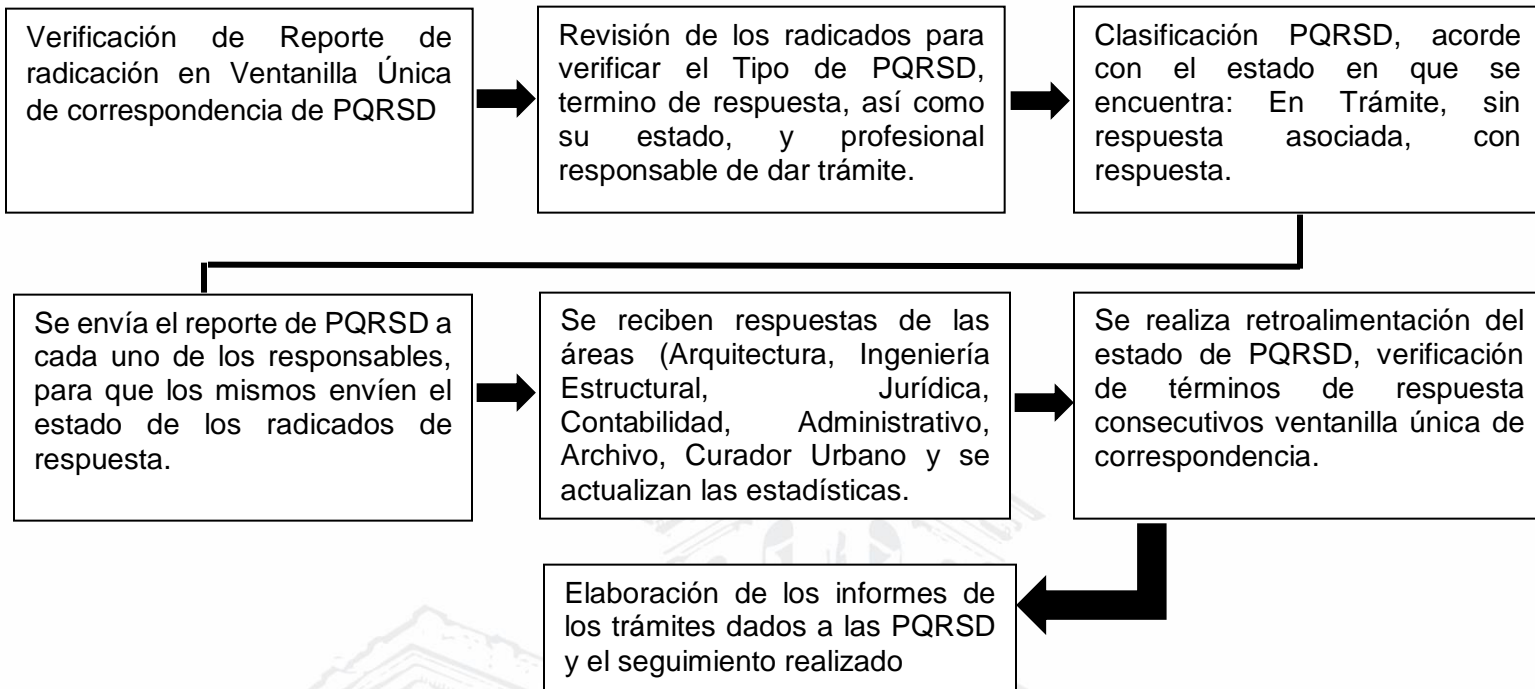 Verificación de Reporte de
radicación en Ventanilla Única
de correspondencia de PQRSD
Revisión de los radicados para
verificar el Tipo de PQRSD,
termino de respuesta, así como
su estado, y profesional
responsable de dar trámite.
Clasificación PQRSD, acorde
con el estado en que se
encuentra: En Trámite, sin
respuesta asociada, con
respuesta.
Se envía el reporte de PQRSD a
cada uno de los responsables,
para que los mismos envíen el
estado de los radicados de
respuesta.
Se reciben respuestas de las
áreas (Arquitectura, Ingeniería
Estructural, Jurídica,
Contabilidad, Administrativo,
Archivo, Curador Urbano y se
actualizan las estadísticas.
Se realiza retroalimentación del
estado de PQRSD, verificación
de términos de respuesta
consecutivos ventanilla única de
correspondencia.
Elaboración de los informes de
los trámites dados a las PQRSD
y el seguimiento realizado